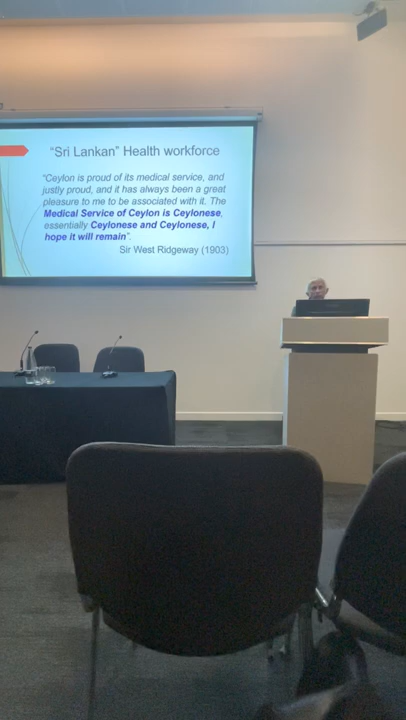 “Sri Lankan” Health workforce
“Ceylon is proud of its medical service, and
justly proud, and it has always been a great
pleasure to me to be associated with it. The
Medical Service of Ceylon is Ceylonese,
essentially Ceylonese and Ceylonese, I
hope it will remain”.
Sir West Ridgeway (1903)